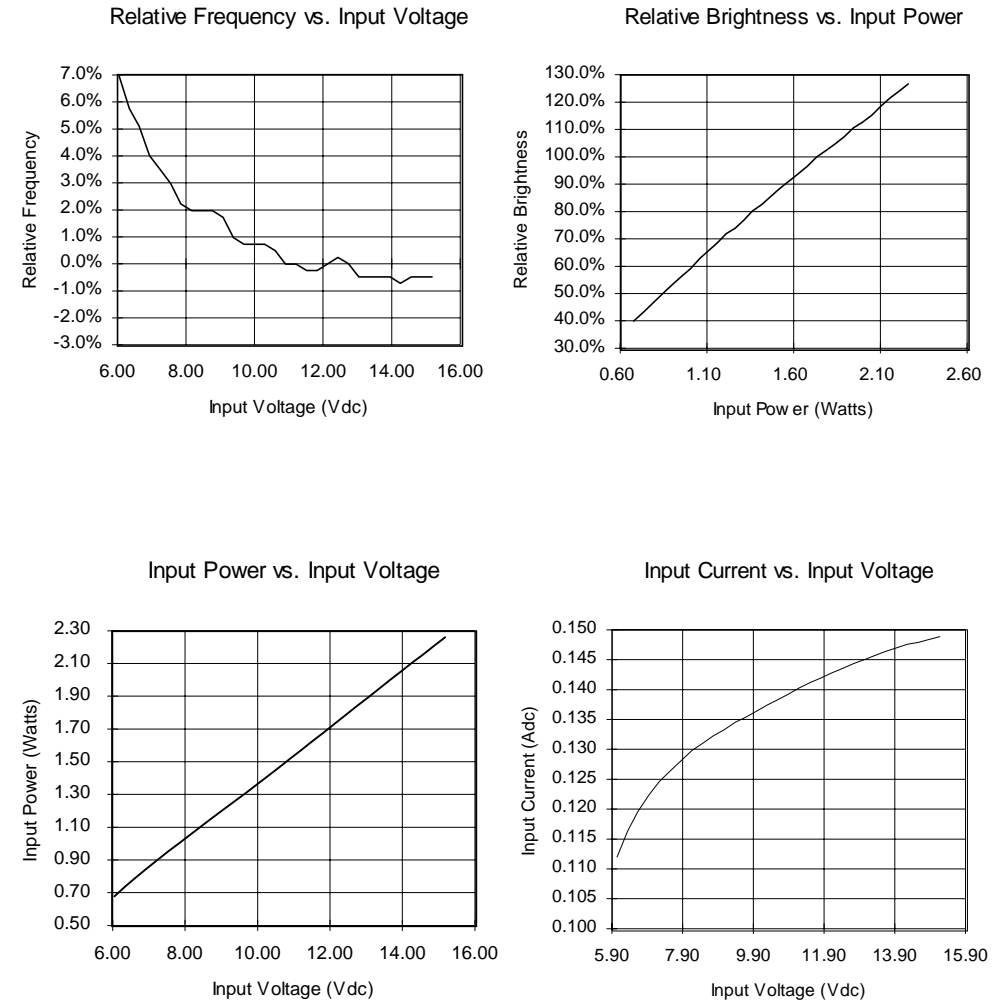 Relative Frequency vs. Input Voltage
7.0%
6.0%
5.0%
4.0%
3.0%
2.0%
1.0%
0.0%
-1.0%
-2.0%
-3.0%
Relative Frequency
6.00 8.00 10.00 12.00 14.00 16.00
Input Voltage (Vdc)
Relative Brightness vs. Input Power
130.0%
120.0%
110.0%
100.0%
90.0%
80.0%
70.0%
60.0%
50.0%
40.0%
30.0%
Relative Brightness
0.60 1.10 1.60 2.10 2.60
Input Power (Watts)
Input Power vs. Input Voltage
2.30
2.10
1.90
1.70
1.50
1.30
1.10
0.90
0.70
0.50
Input Power (Watts)
6.00 8.00 10.00 12.00 14.00 16.00
Input Voltage (Vdc)
Input Current vs. Input Voltage
0.150
0.145
0.140
0.135
0.130
0.125
0.120
0.115
0.110
0.105
0.100
Input Current (Adc)
5.90 7.90 9.90 11.90 13.90 15.90
Input Voltage (Vdc)